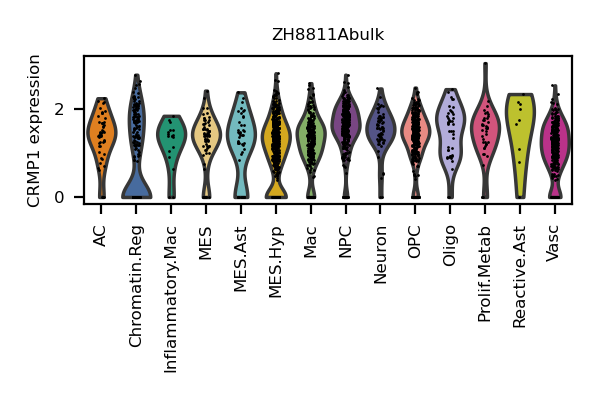 ZH8811Abulk
CRMP1 expression
2
0
AC
Chromatin.Reg
Inflammatory.Mac
MES
MES.Ast
MES.Hyp
Mac
NPC
Neuron
OPC
Oligo
Prolif.Metab
Reactive.Ast
Vasc